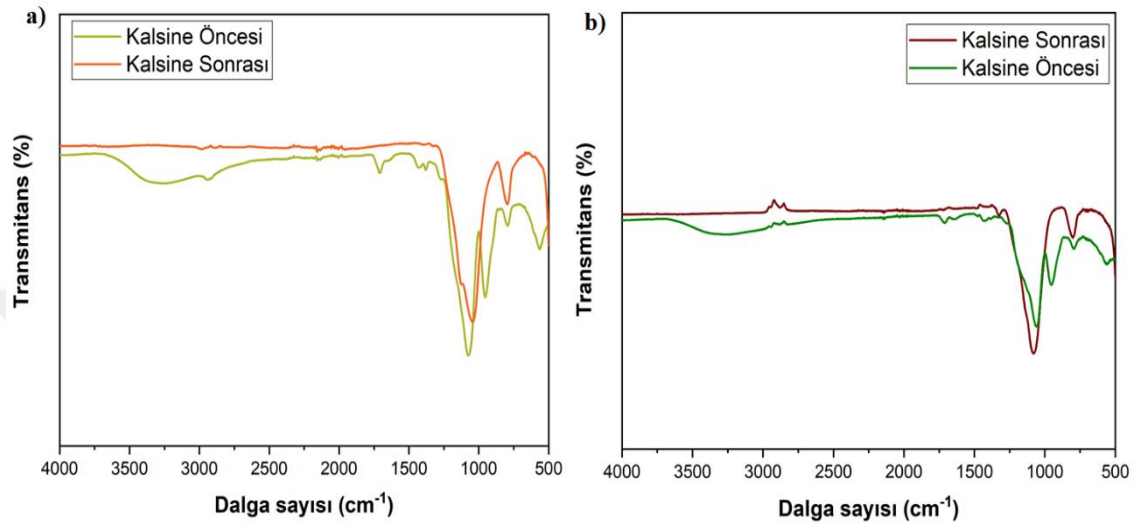 a)
Kalsine Öncesi
Kalsine Sonrası
Transmitans (%)
4000 3500 3000 2500 2000 1500 1000 500
Dalga sayısı (cm⁻¹)
b)
Kalsine Sonrası
Kalsine Öncesi
Transmitans (%)
4000 3500 3000 2500 2000 1500 1000 500
Dalga sayısı (cm⁻¹)